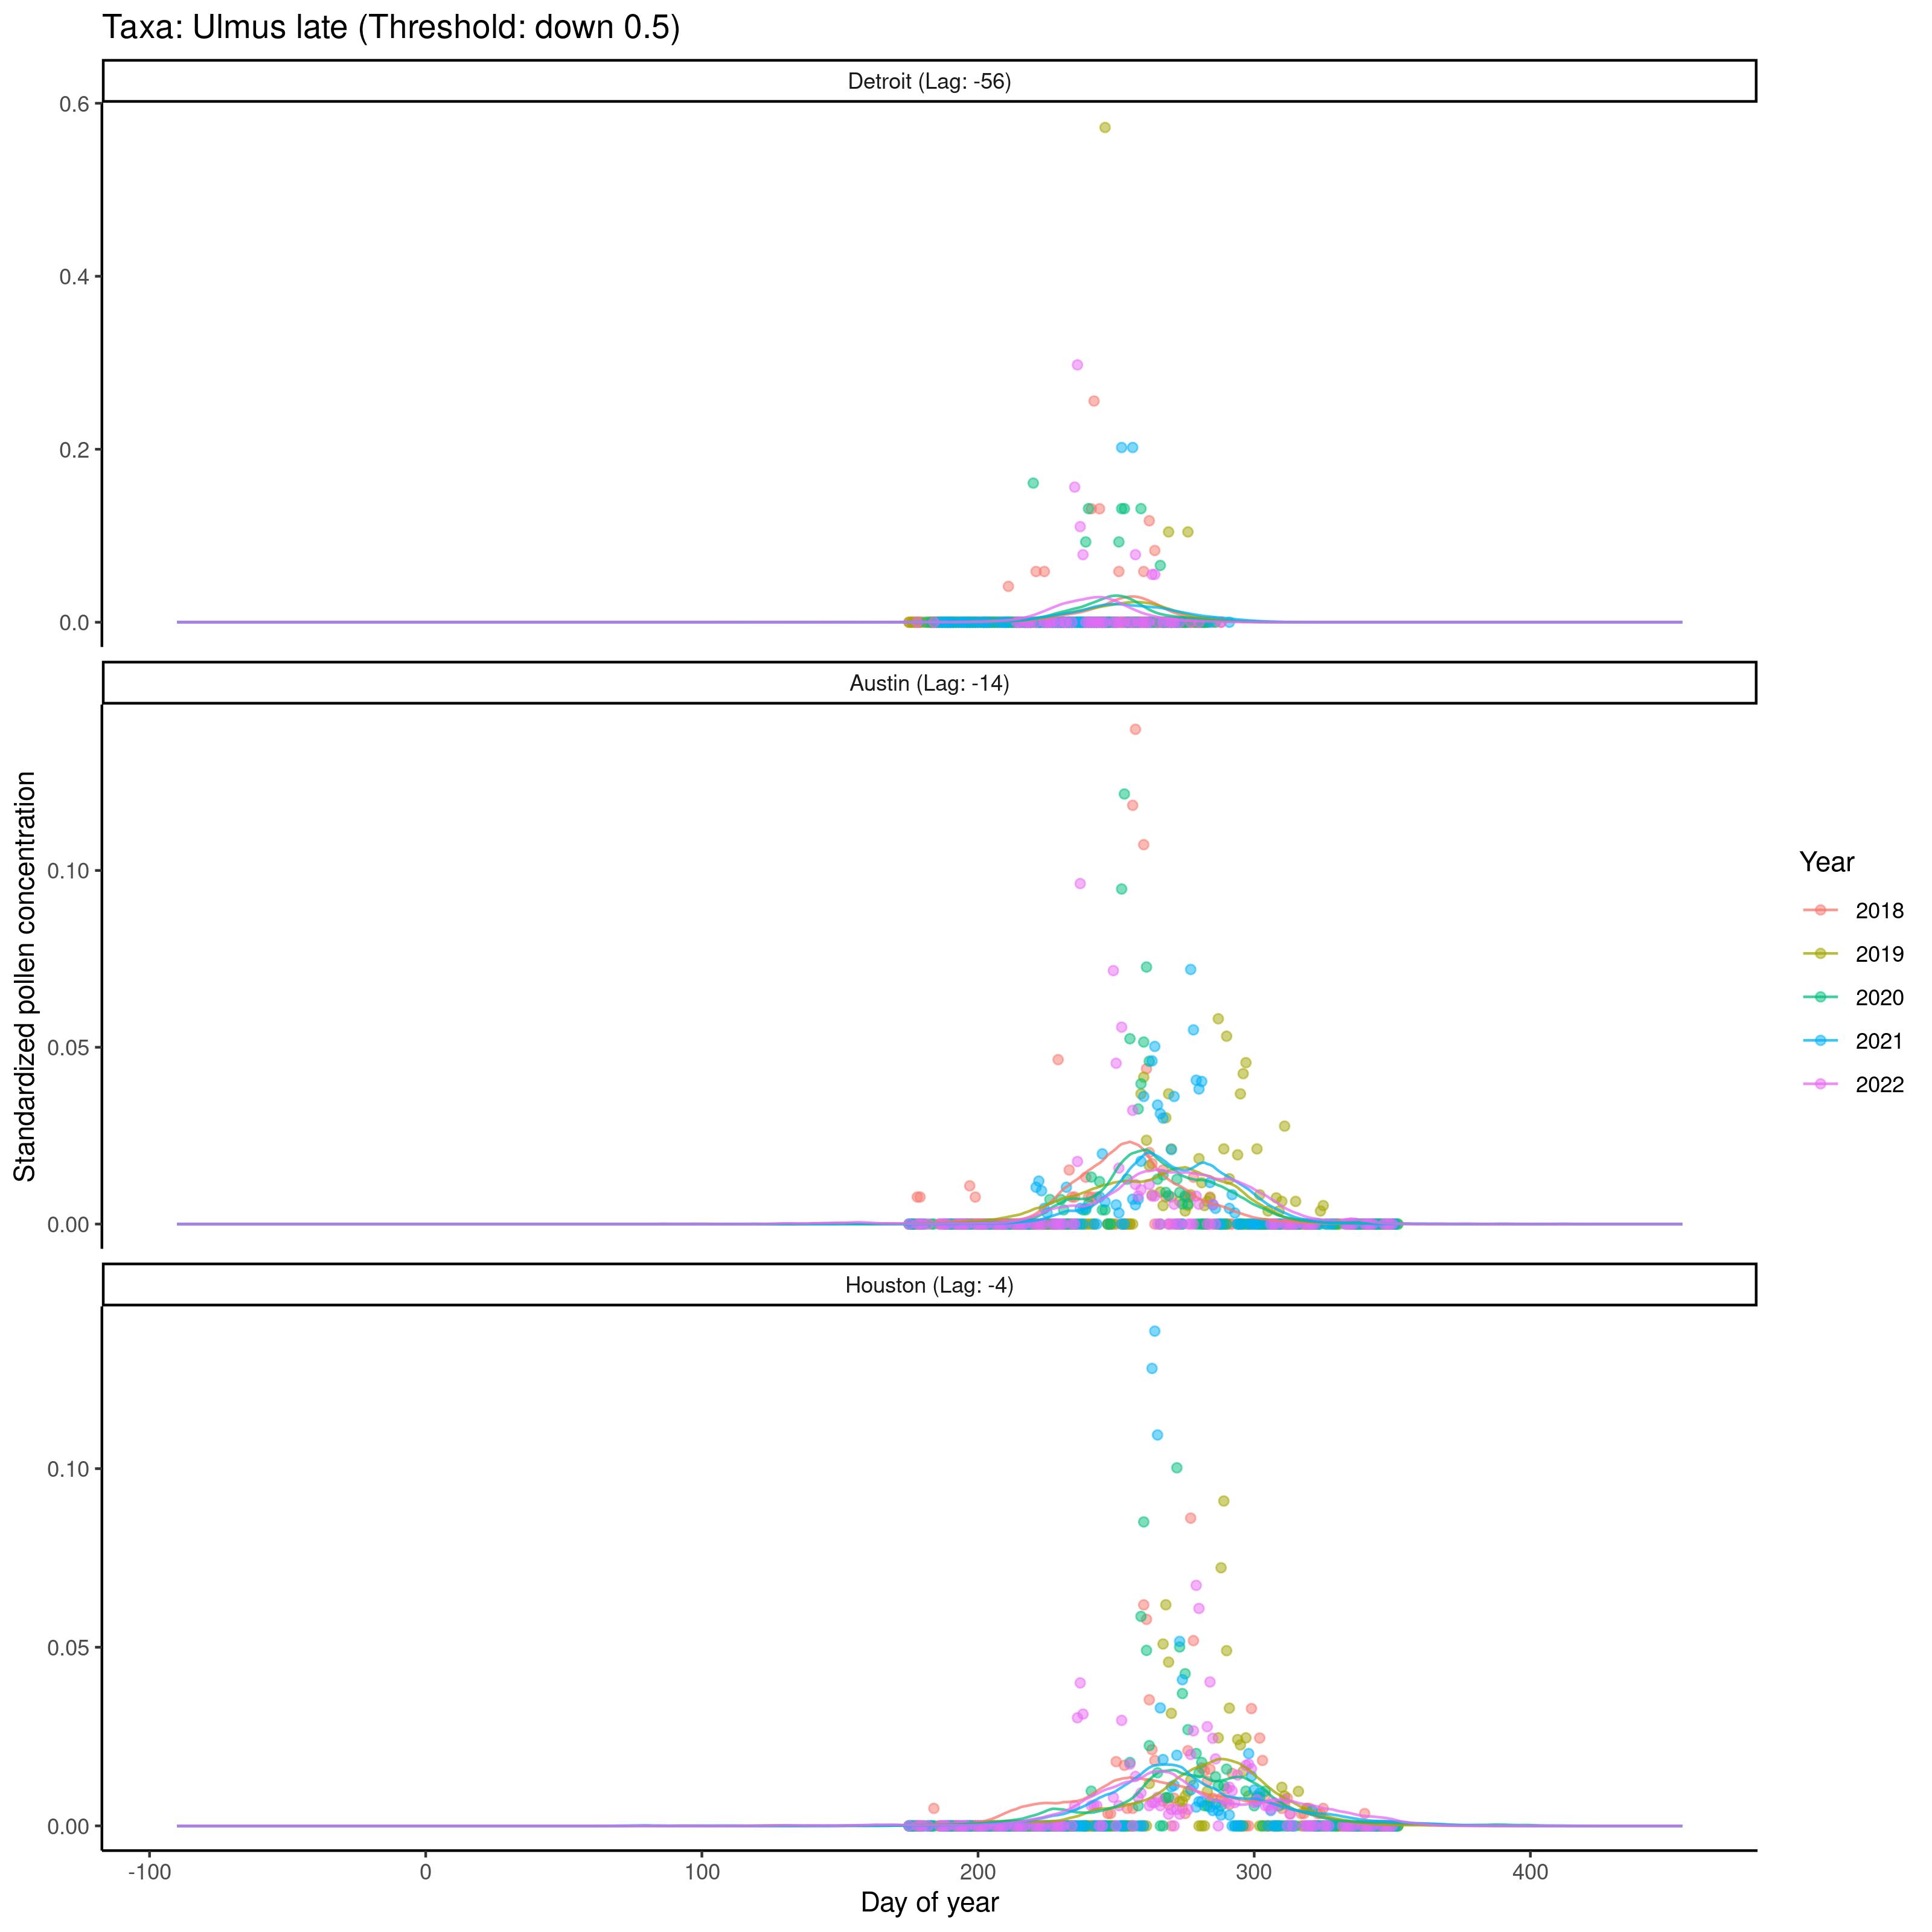 Taxa: Ulmus late (Threshold: down 0.5)
Detroit (Lag: -56)
0.6
0.4
0.2
0.0
Austin (Lag: -14)
0.10
0.05
0.00
Houston (Lag: -4)
0.10
0.05
0.00
-100 0 100 200 300 400
Day of year
Standardized pollen concentration
Year
2018
2019
2020
2021
2022